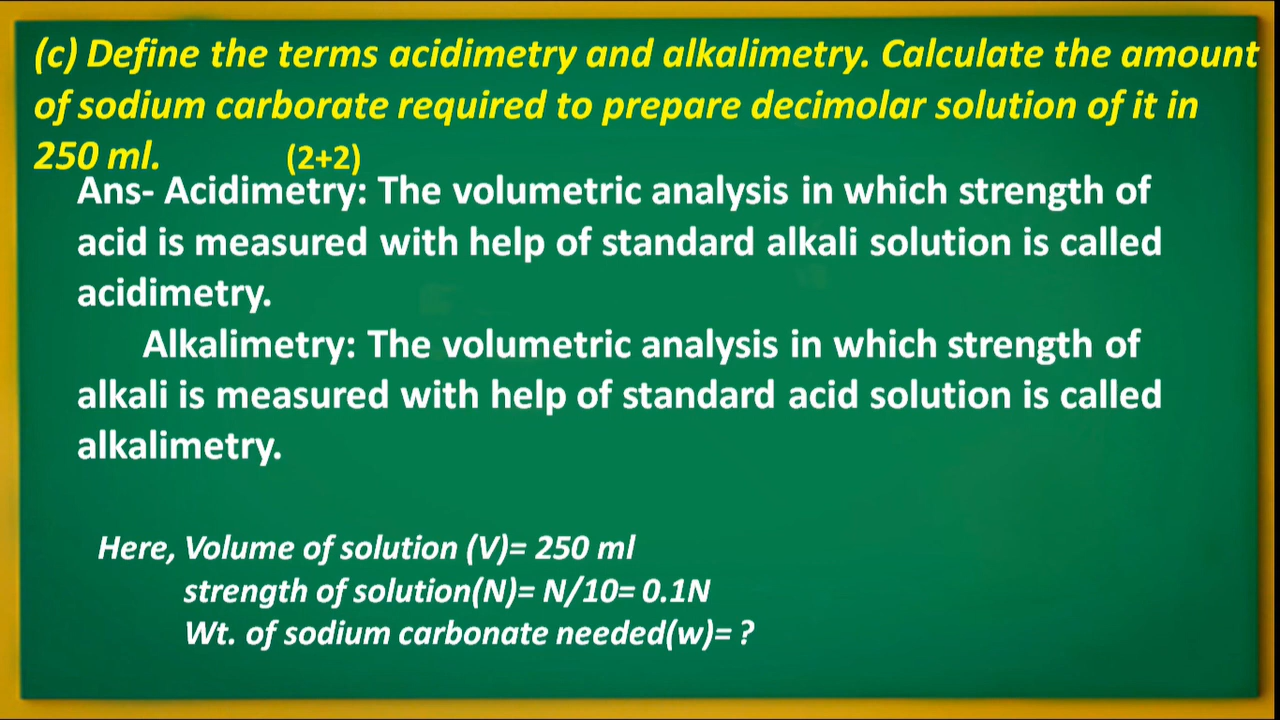 (c) Define the terms acidimetry and alkalimetry. Calculate the amount
of sodium carborate required to prepare decimolar solution of it in
250 ml. (2+2)
Ans- Acidimetry: The volumetric analysis in which strength of
acid is measured with help of standard alkali solution is called
acidimetry.
Alkalimetry: The volumetric analysis in which strength of
alkali is measured with help of standard acid solution is called
alkalimetry.
Here, Volume of solution (V)= 250 ml
strength of solution(N)= N/10= 0.1N
Wt. of sodium carbonate needed(w)= ?